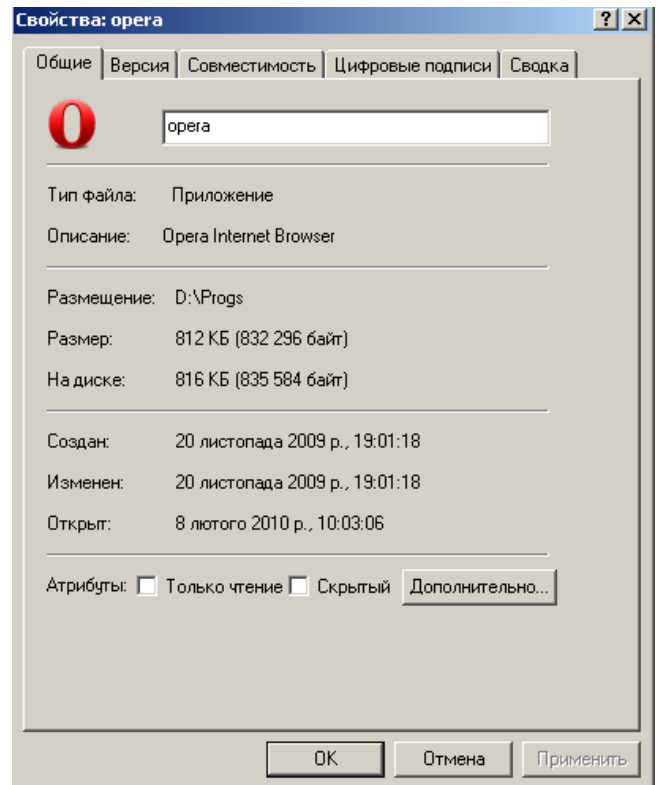 Свойства: opera
Общие Версия Совместимость Цифровые подписи Сводка
opera
Тип файла: Приложение
Описание: Opera Internet Browser
Размещение: D:\Progs
Размер: 812 КБ (832 296 байт)
На диске: 816 КБ (835 584 байт)
Создан: 20 листопада 2009 р., 19:01:18
Изменен: 20 листопада 2009 р., 19:01:18
Открыт: 8 лютого 2010 р., 10:03:06
Атрибуты: Только чтение Скрытый Дополнительно...
OK Отмена Применить